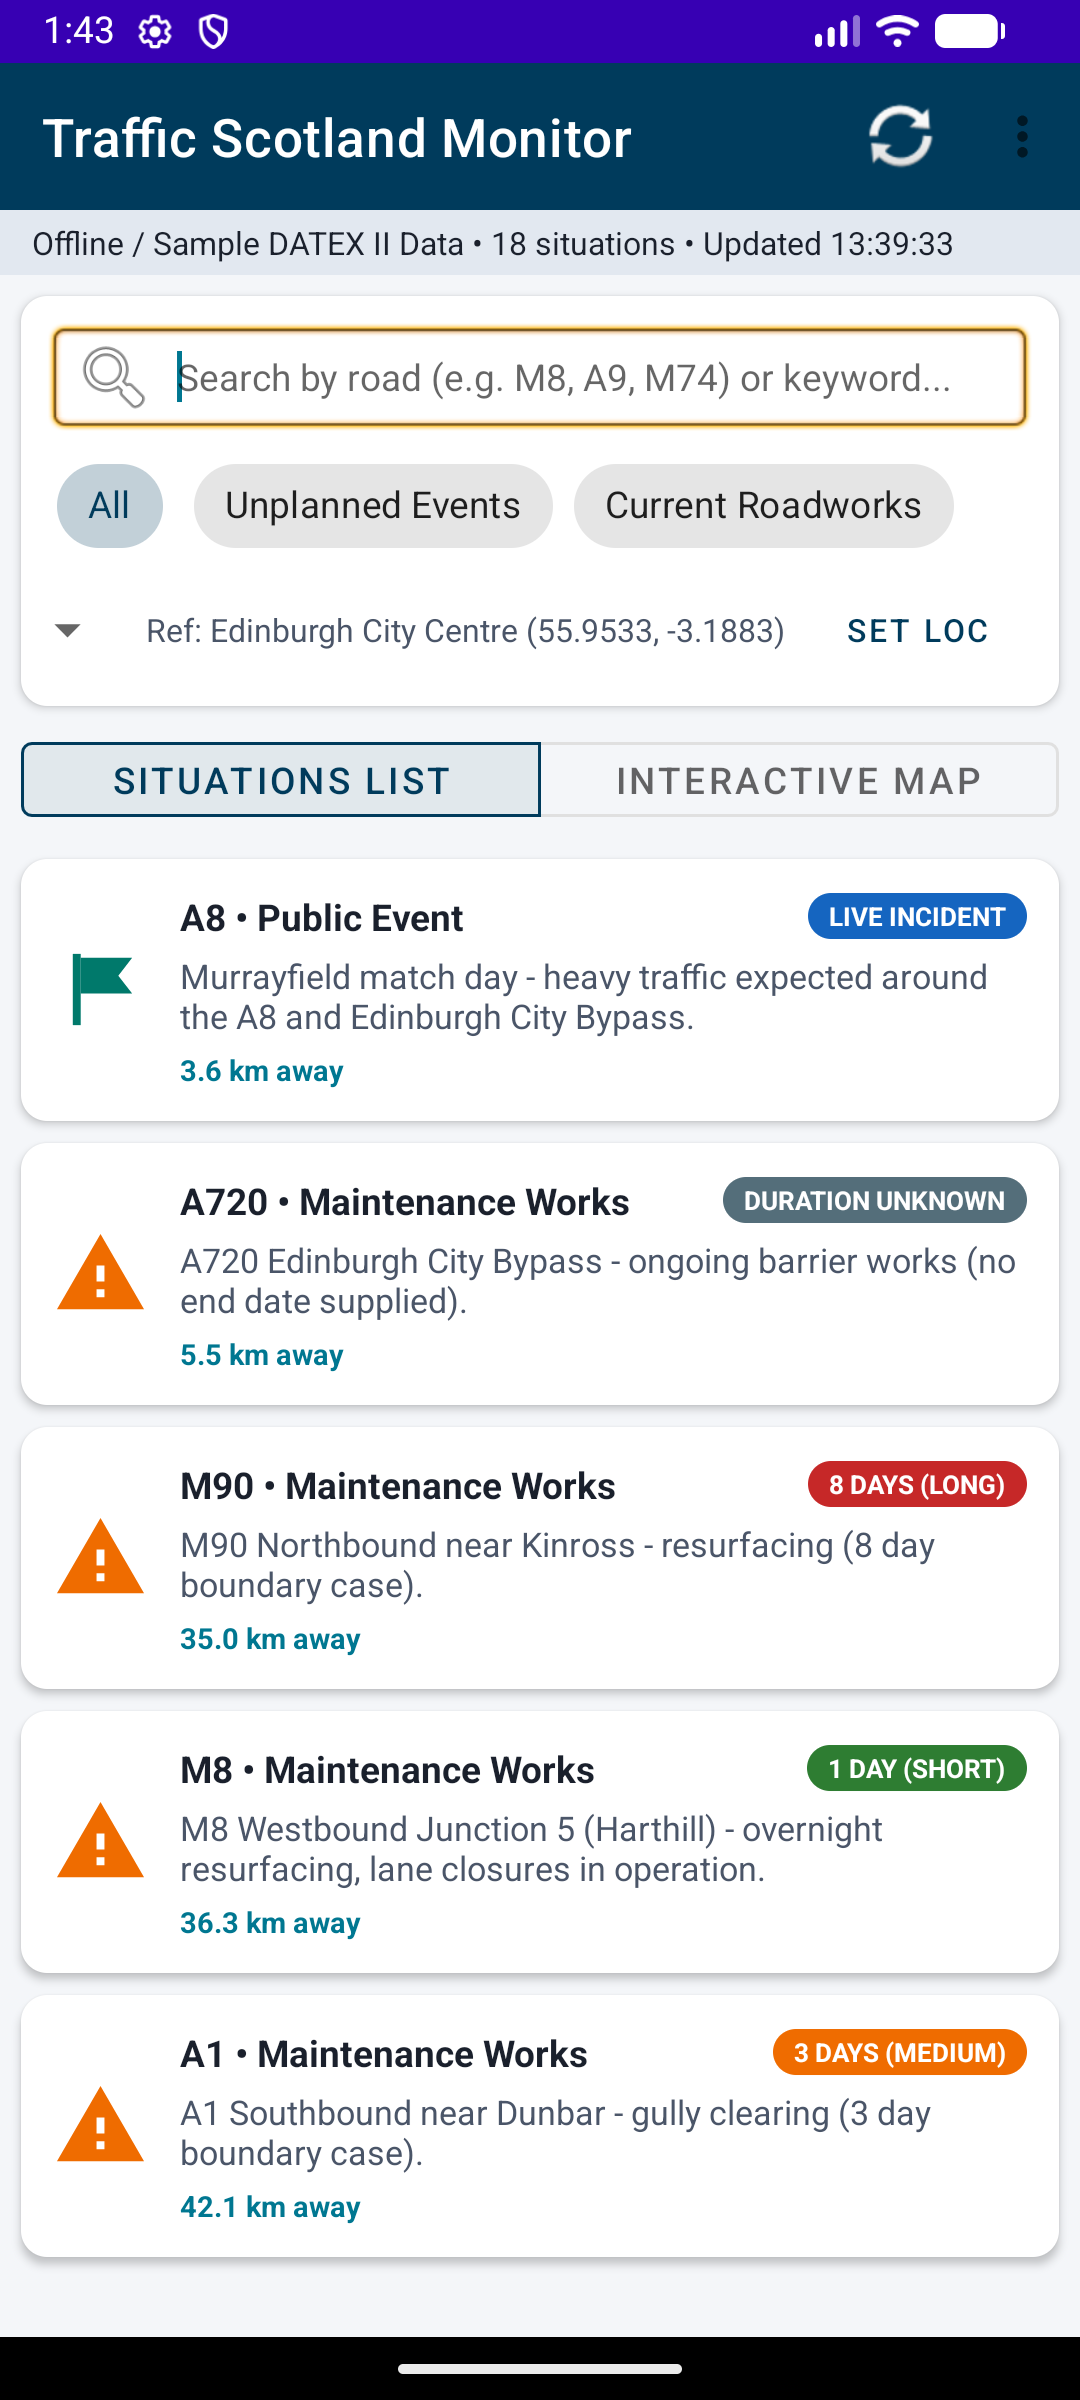 1:43
Traffic Scotland Monitor
Offline / Sample DATEX II Data • 18 situations • Updated 13:39:33
Search by road (e.g. M8, A9, M74) or keyword...
All
Unplanned Events
Current Roadworks
Ref: Edinburgh City Centre (55.9533, -3.1883)
SET LOC
SITUATIONS LIST
INTERACTIVE MAP
A8 • Public Event
LIVE INCIDENT
Murrayfield match day - heavy traffic expected around
the A8 and Edinburgh City Bypass.
3.6 km away
A720 • Maintenance Works
DURATION UNKNOWN
A720 Edinburgh City Bypass - ongoing barrier works (no
end date supplied).
5.5 km away
M90 • Maintenance Works
8 DAYS (LONG)
M90 Northbound near Kinross - resurfacing (8 day
boundary case).
35.0 km away
M8 • Maintenance Works
1 DAY (SHORT)
M8 Westbound Junction 5 (Harthill) - overnight
resurfacing, lane closures in operation.
36.3 km away
A1 • Maintenance Works
3 DAYS (MEDIUM)
A1 Southbound near Dunbar - gully clearing (3 day
boundary case).
42.1 km away